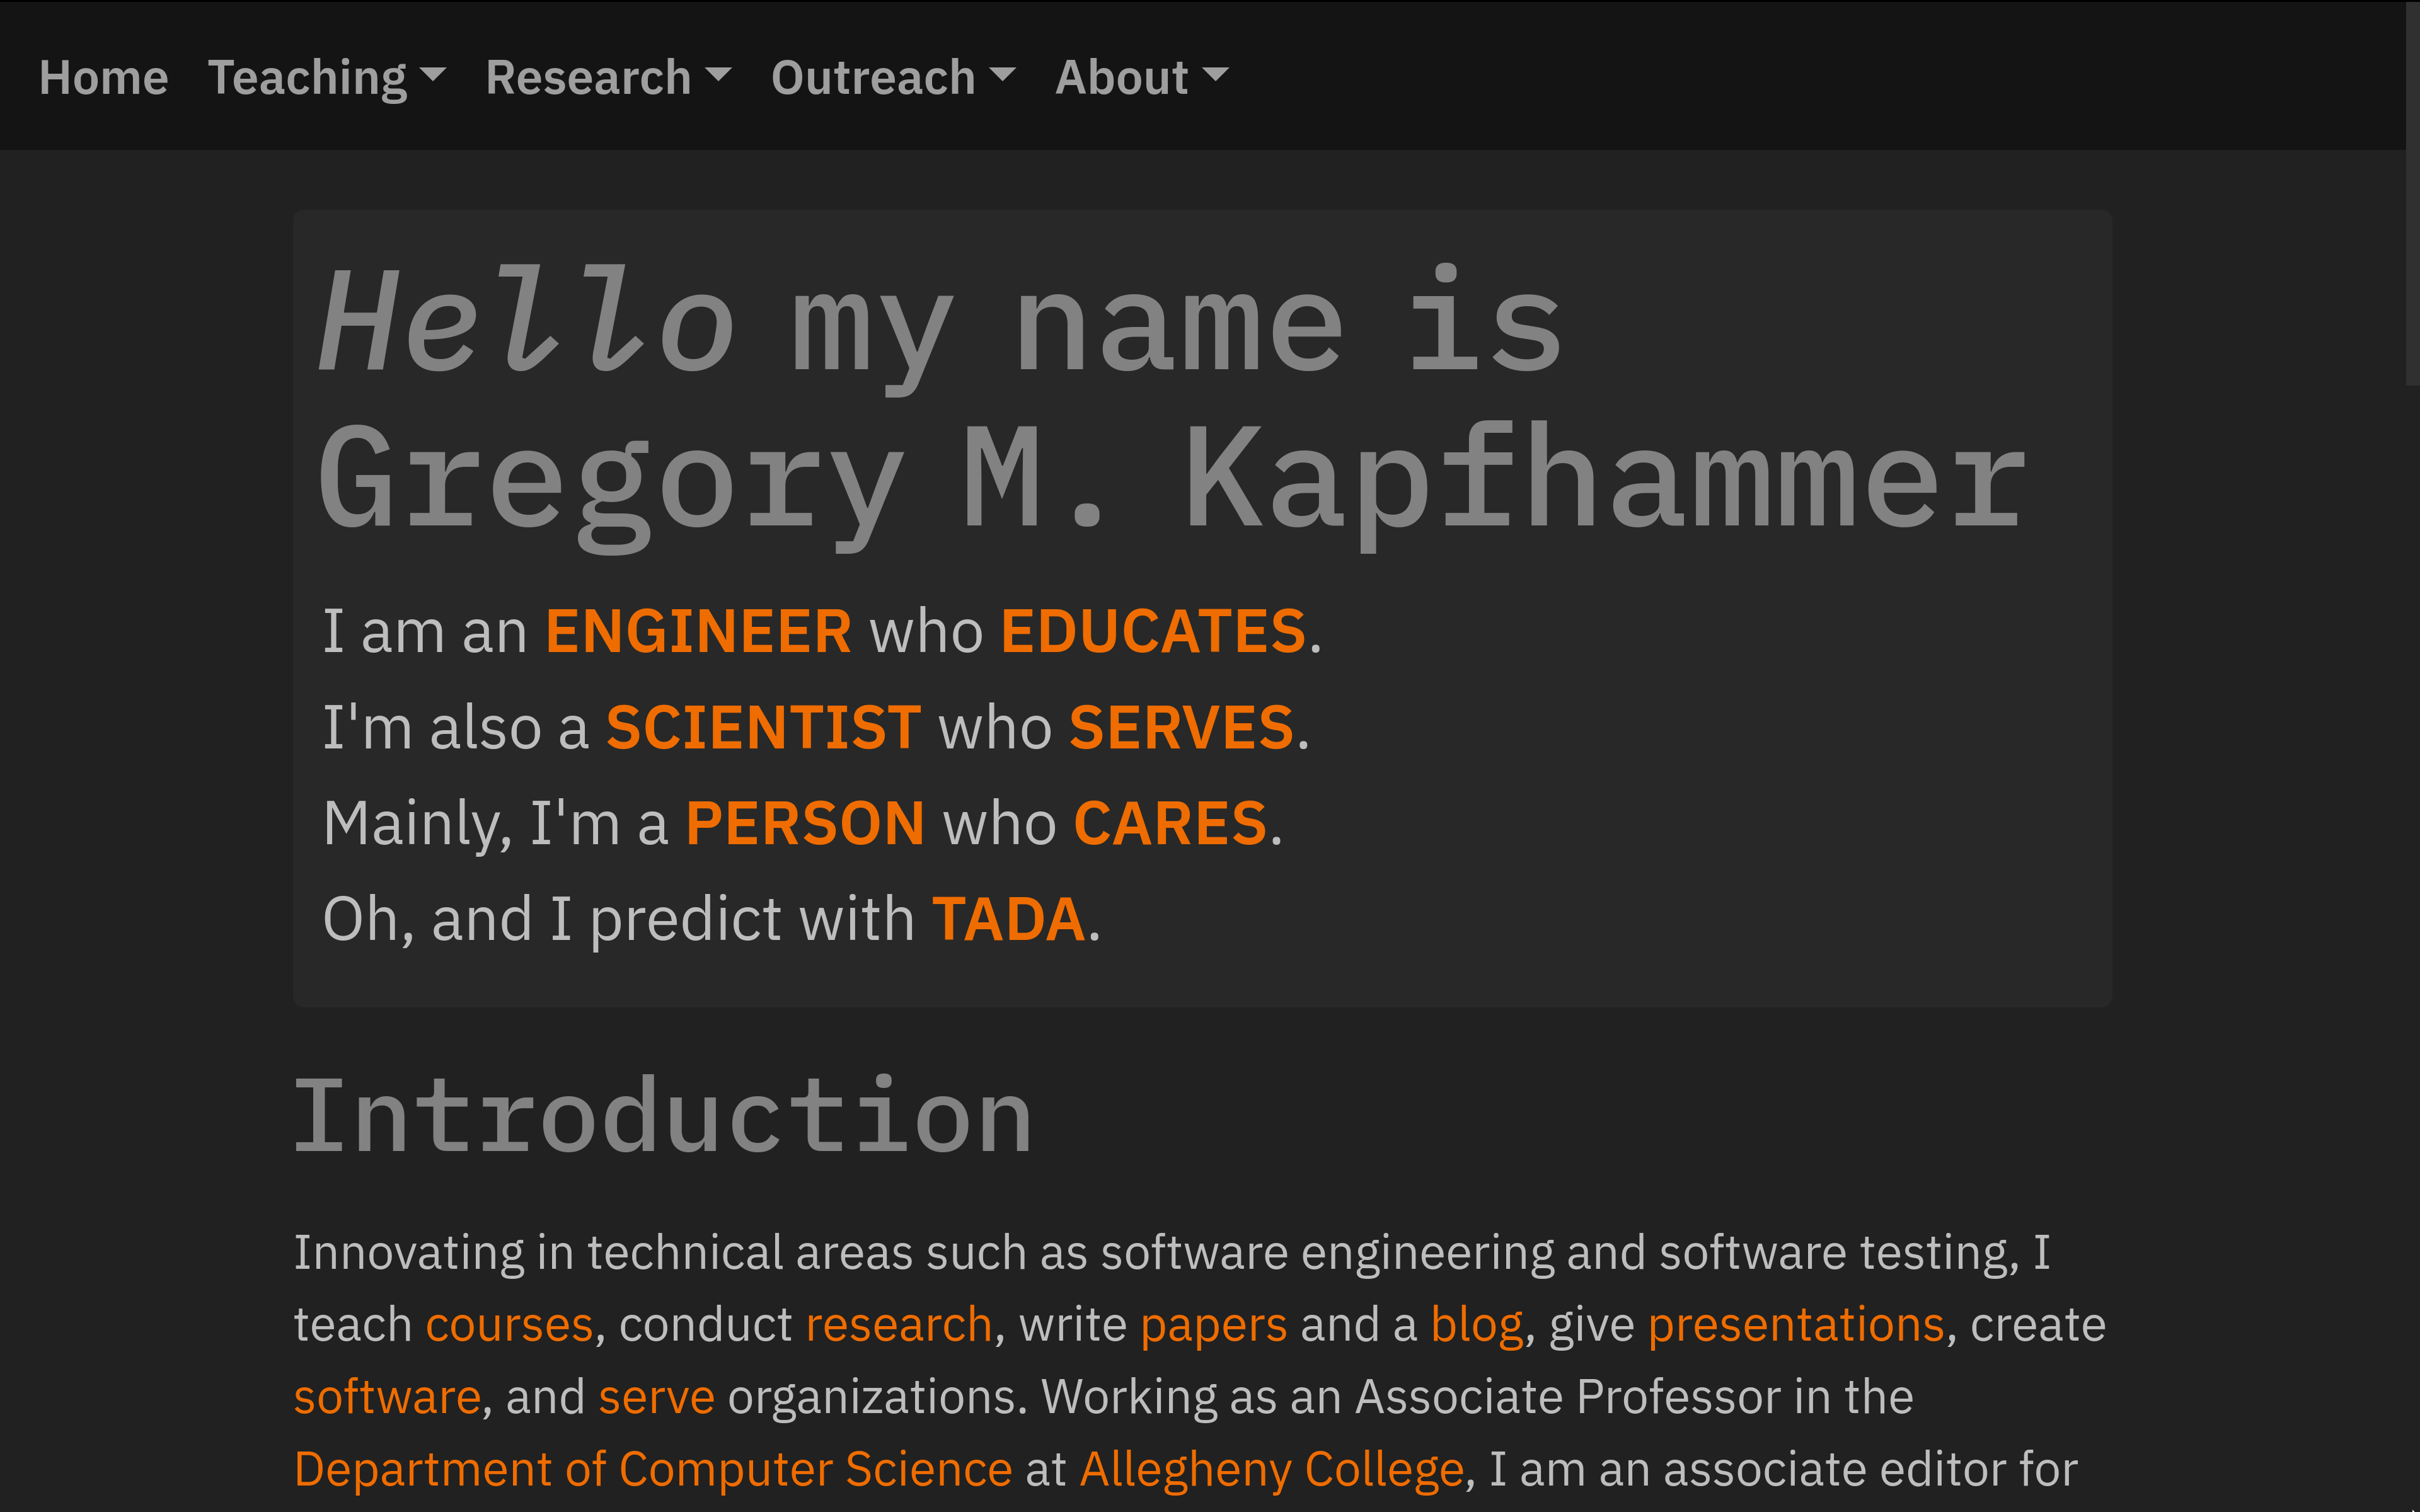 Home Teaching Research Outreach About
Hello my name is
Gregory M. Kapfhammer
I am an ENGINEER who EDUCATES.
I'm also a SCIENTIST who SERVES.
Mainly, I'm a PERSON who CARES.
Oh, and I predict with TADA.
Introduction
Innovating in technical areas such as software engineering and software testing, I
teach courses, conduct research, write papers and a blog, give presentations, create
software, and serve organizations. Working as an Associate Professor in the
Department of Computer Science at Allegheny College, I am an associate editor for